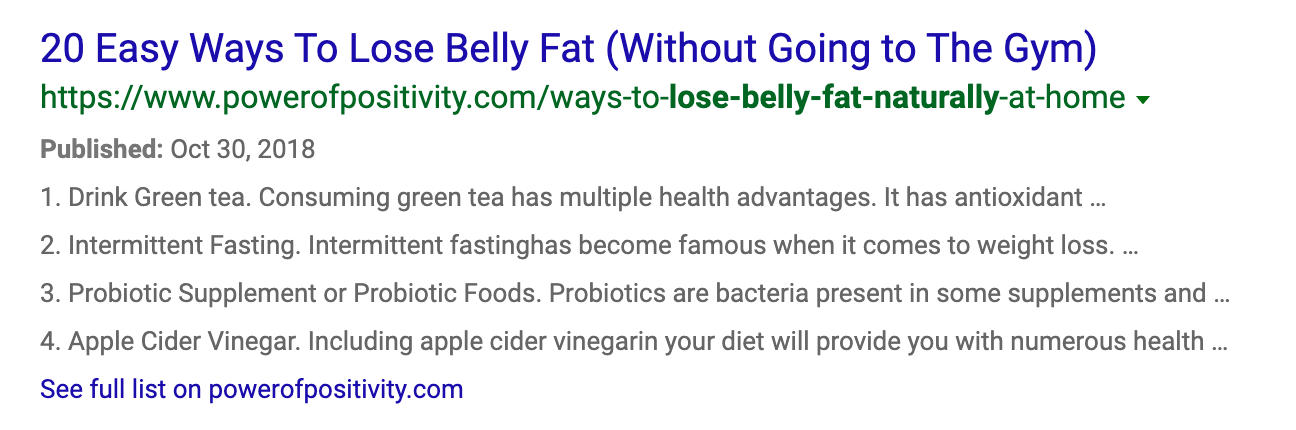 20 Easy Ways To Lose Belly Fat (Without Going to The Gym)
https://www.powerofpositivity.com/ways-to-lose-belly-fat-naturally-at-home
Published: Oct 30, 2018
1. Drink Green tea. Consuming green tea has multiple health advantages. It has antioxidant ...
2. Intermittent Fasting. Intermittent fastinghas become famous when it comes to weight loss. ...
3. Probiotic Supplement or Probiotic Foods. Probiotics are bacteria present in some supplements and ...
4. Apple Cider Vinegar. Including apple cider vinegarin your diet will provide you with numerous health ...
See full list on powerofpositivity.com